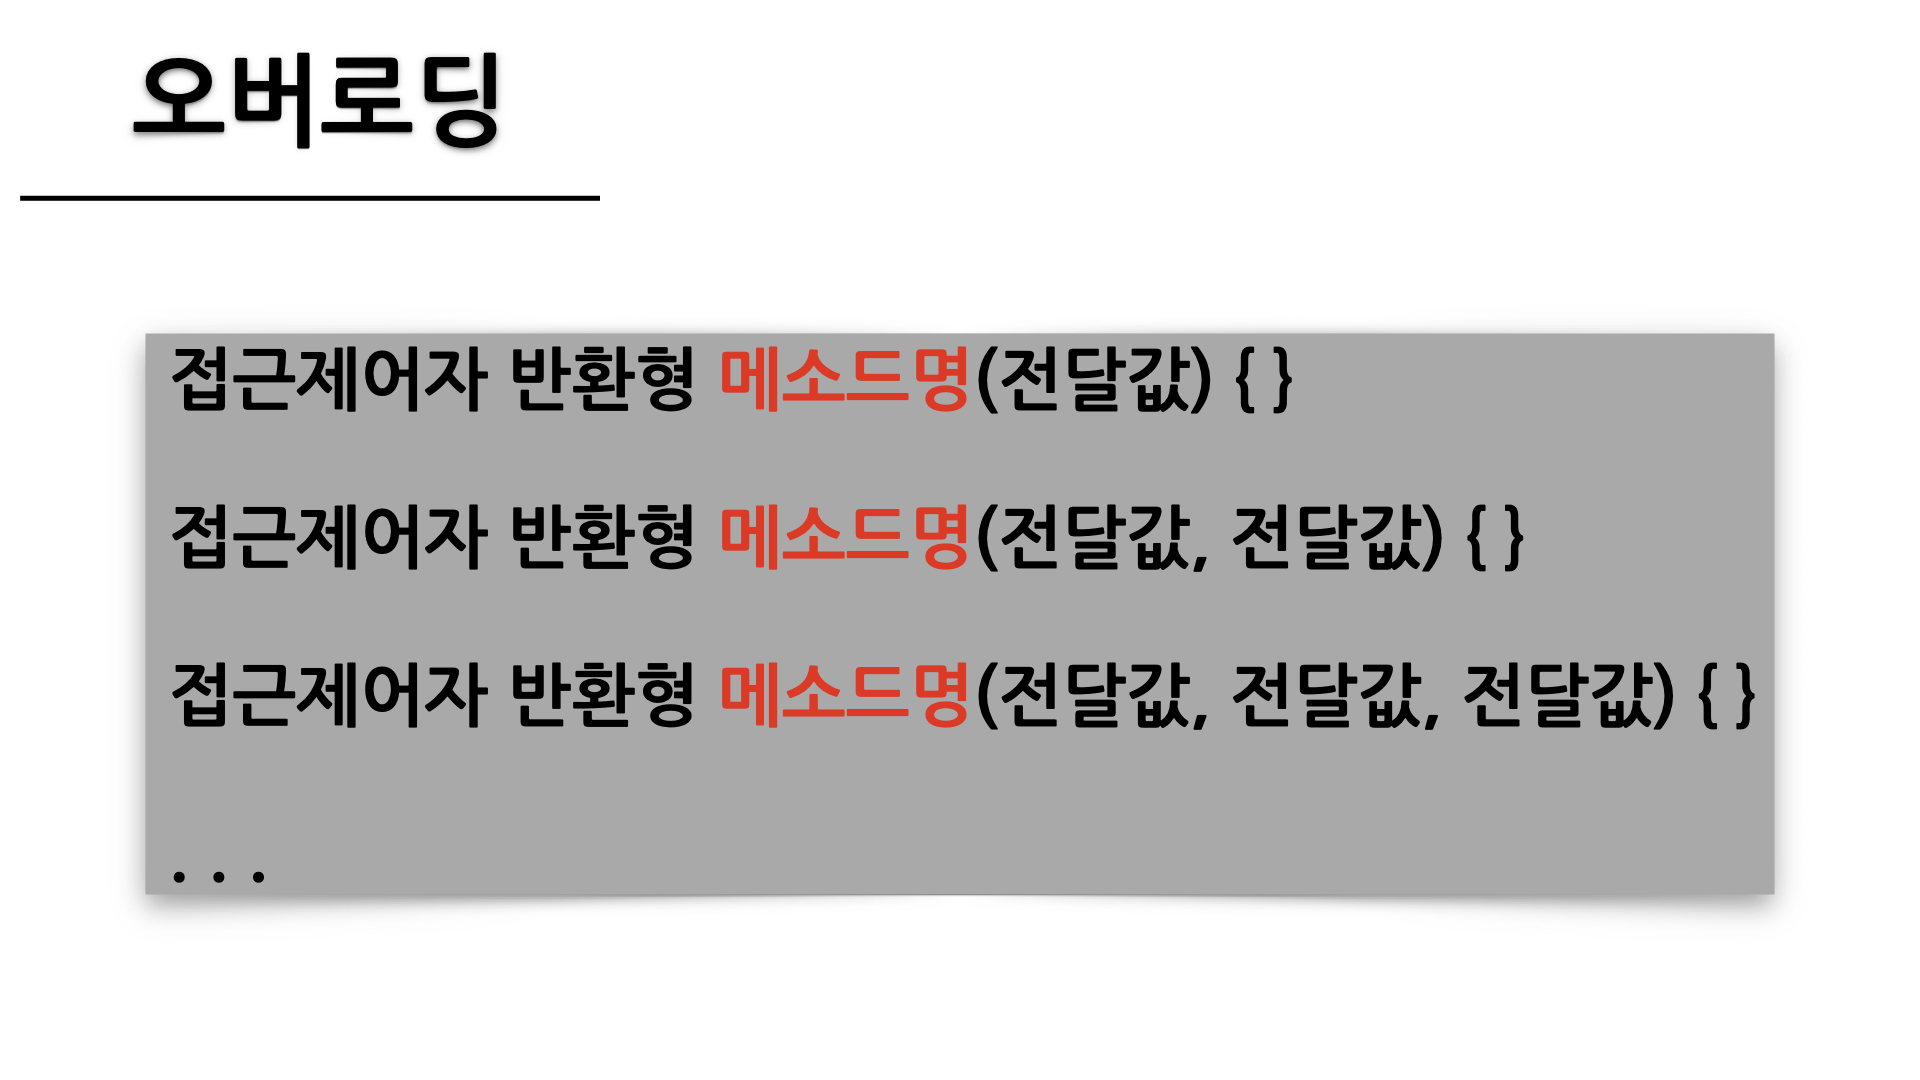 오버로딩
접근제어자 반환형 메소드명(전달값) { }
접근제어자 반환형 메소드명(전달값, 전달값) { }
접근제어자 반환형 메소드명(전달값, 전달값, 전달값) { }
. . .